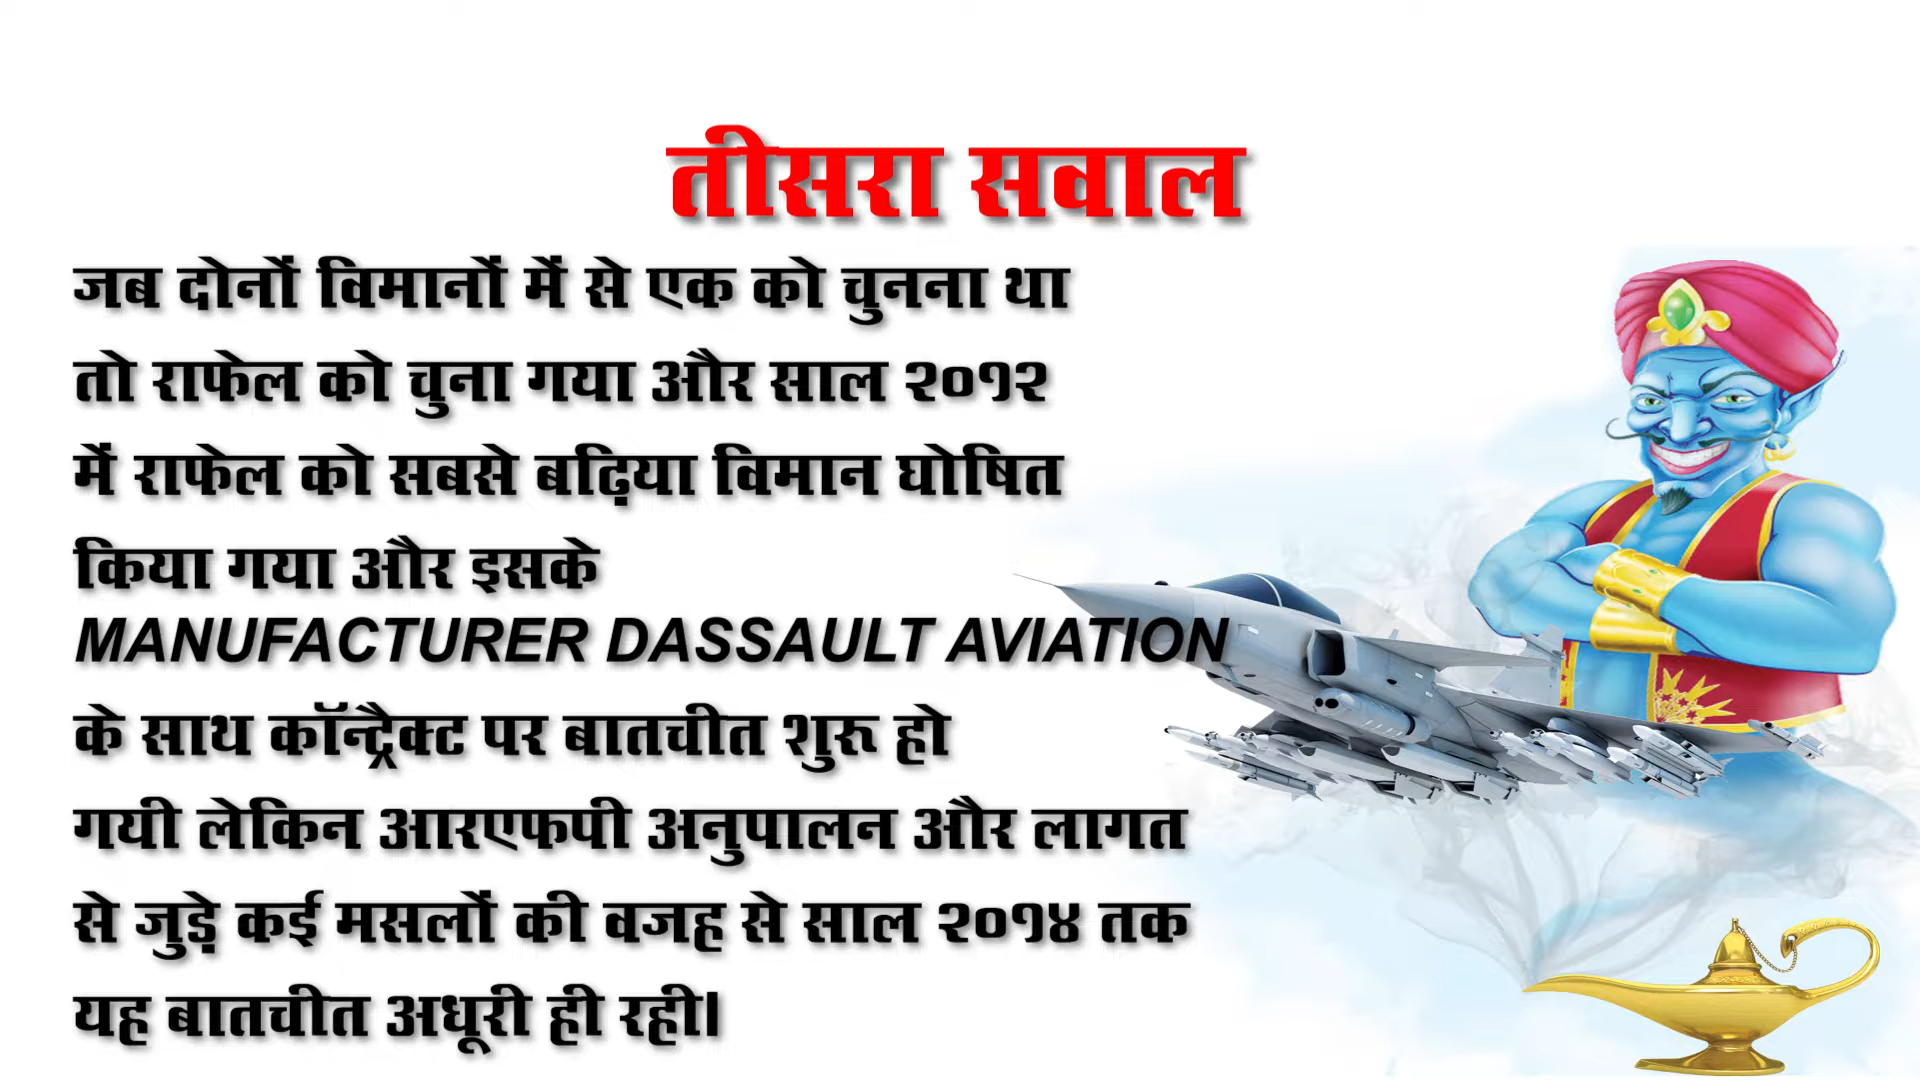 तीसरा सवाल
जब दोनों विमानों में से एक को चुनना था
तो राफेल को चुना गया और साल २०१२
में राफेल को सबसे बढ़िया विमान घोषित
किया गया और इसके
MANUFACTURER DASSAULT AVIATION
के साथ कॉन्ट्रैक्ट पर बातचीत शुरू हो
गयी लेकिन आरएफपी अनुपालन और लागत
से जुड़े कई मसलों की वजह से साल २०१४ तक
यह बातचीत अधूरी ही रही।